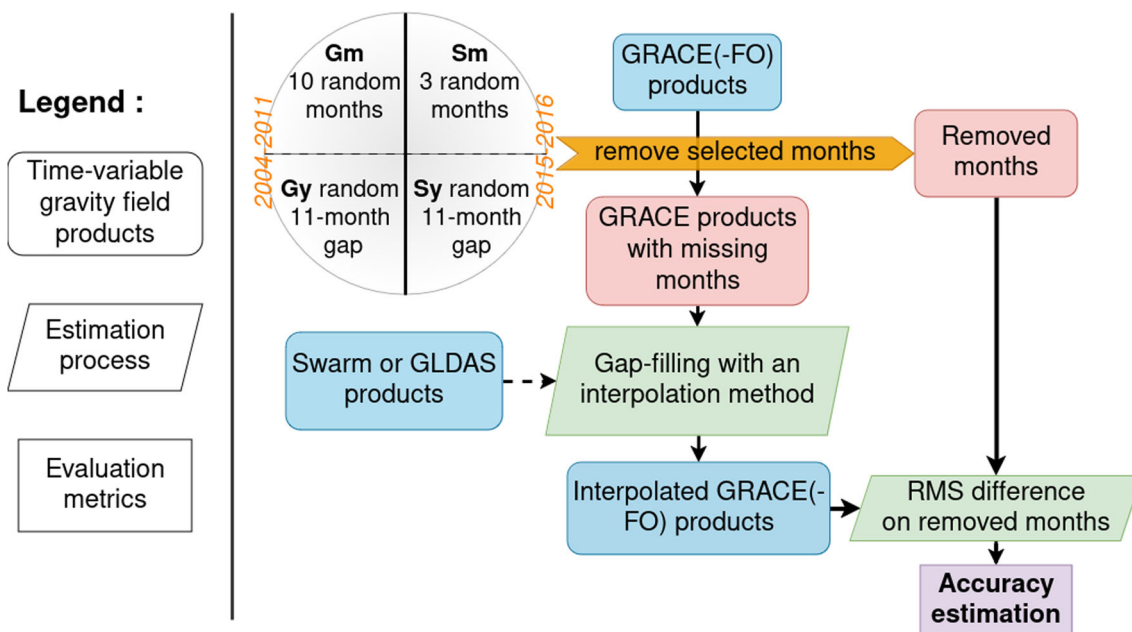 Legend :
Time-variable
gravity field
products
Estimation
process
Evaluation
metrics
2004-2011
Gm
10 random
months
Sm
3 random
months
Gy random
11-month
gap
Sy random
11-month
gap
2015-2016
GRACE(-FO)
products
remove selected months
Removed
months
GRACE products
with missing
months
Swarm or GLDAS
products
Gap-filling with an
interpolation method
Interpolated GRACE(-
FO) products
RMS difference
on removed months
Accuracy
estimation